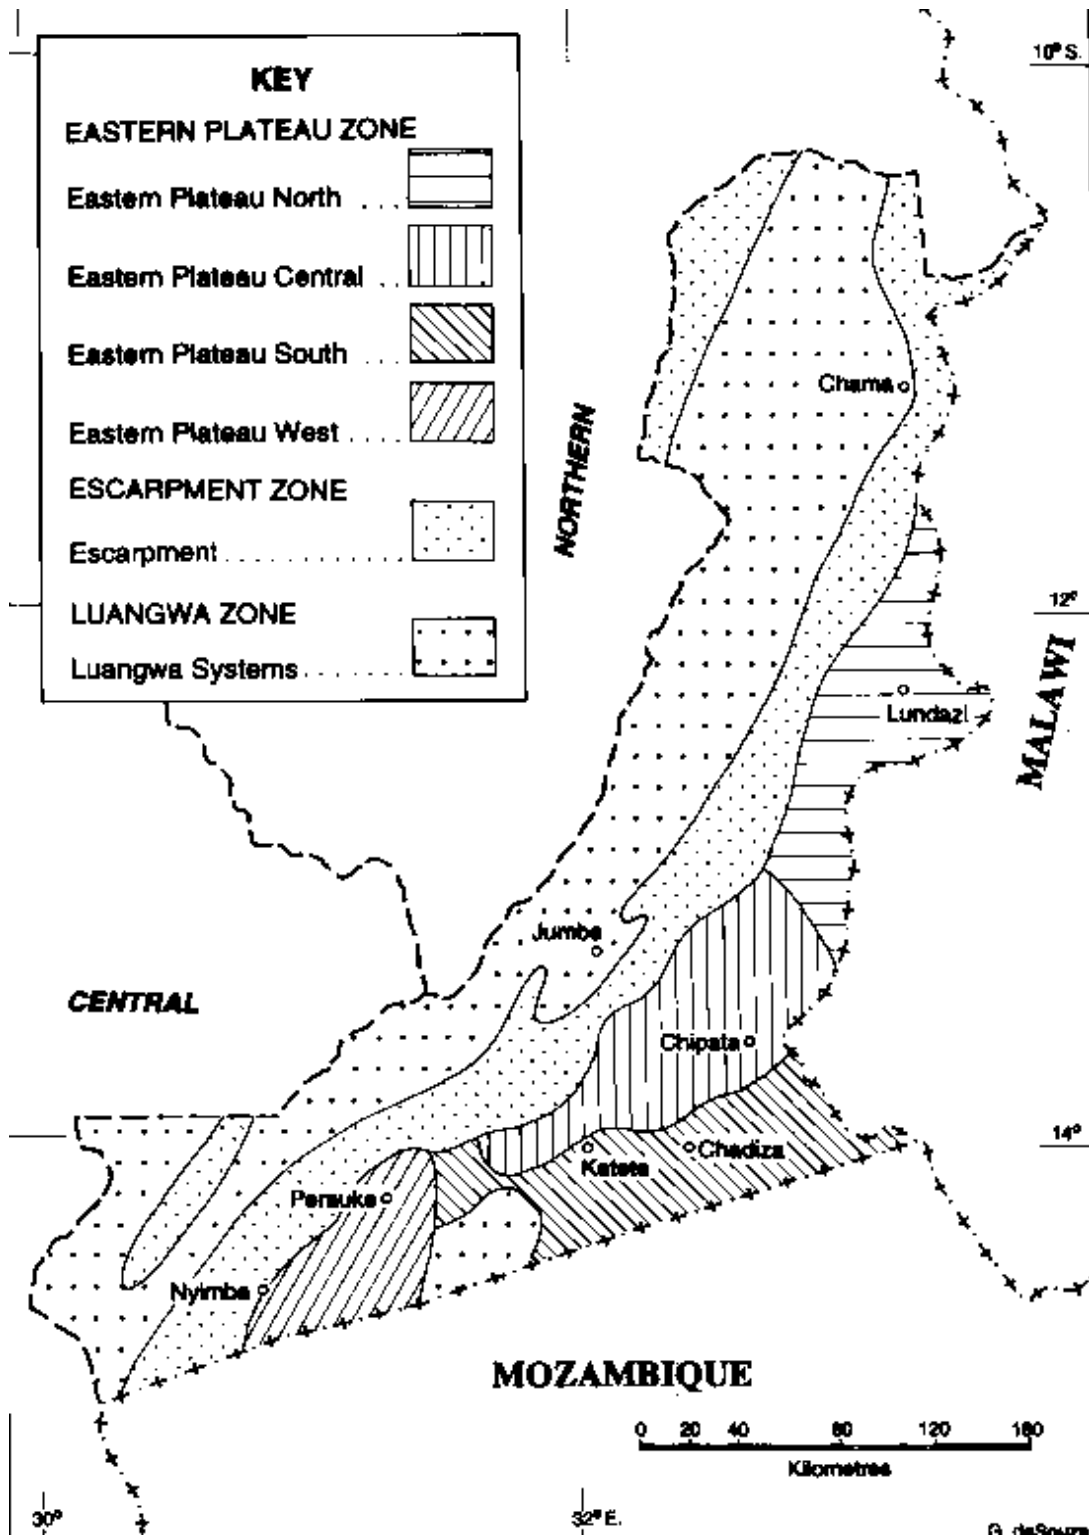 KEY
EASTERN PLATEAU ZONE
Eastern Plateau North ....
Eastern Plateau Central ..
Eastern Plateau South ......
Eastern Plateau West .......
ESCARPMENT ZONE
Escarpment ................
LUANGWA ZONE
Luangwa Systems ..........
10° S.
Chama
NORTHERN
12°
MALAWI
Lundazi
Jumbe
CENTRAL
Chipata
14°
Katete
Chadiza
Petauke
Nyimba
MOZAMBIQUE
0 20 40 80 120 160
Kilometres
30°
32° E.
G. deSouza